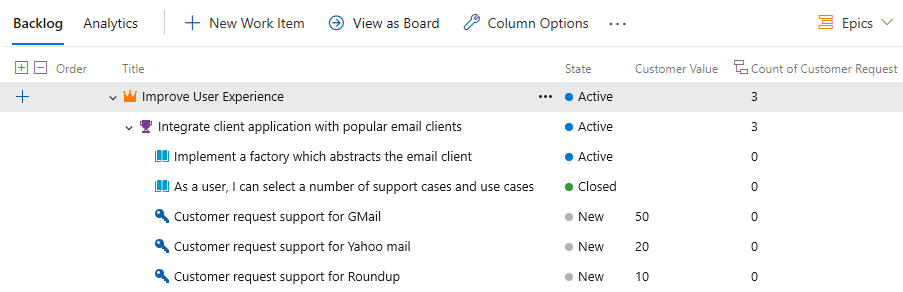 Backlog Analytics New Work Item View as Board Column Options ... Epics
Order Title State Customer Value Count of Customer Request
Improve User Experience ... Active 3
Integrate client application with popular email clients Active 3
Implement a factory which abstracts the email client Active 0
As a user, I can select a number of support cases and use cases Closed 0
Customer request support for GMail New 50 0
Customer request support for Yahoo mail New 20 0
Customer request support for Roundup New 10 0